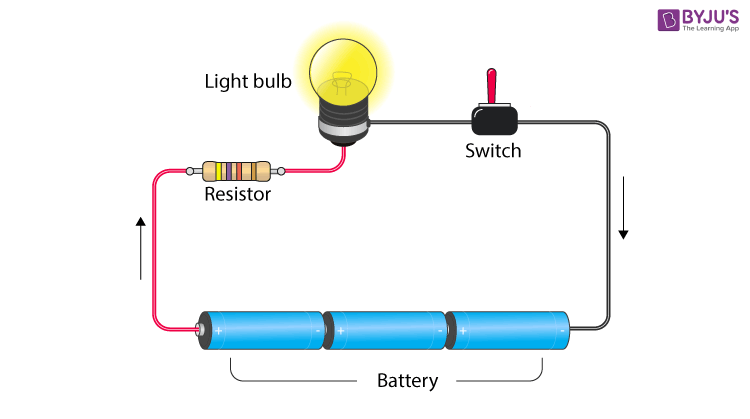 BYJU'S
The Learning App
Light bulb
Switch
Resistor
+ - + - + -
Battery